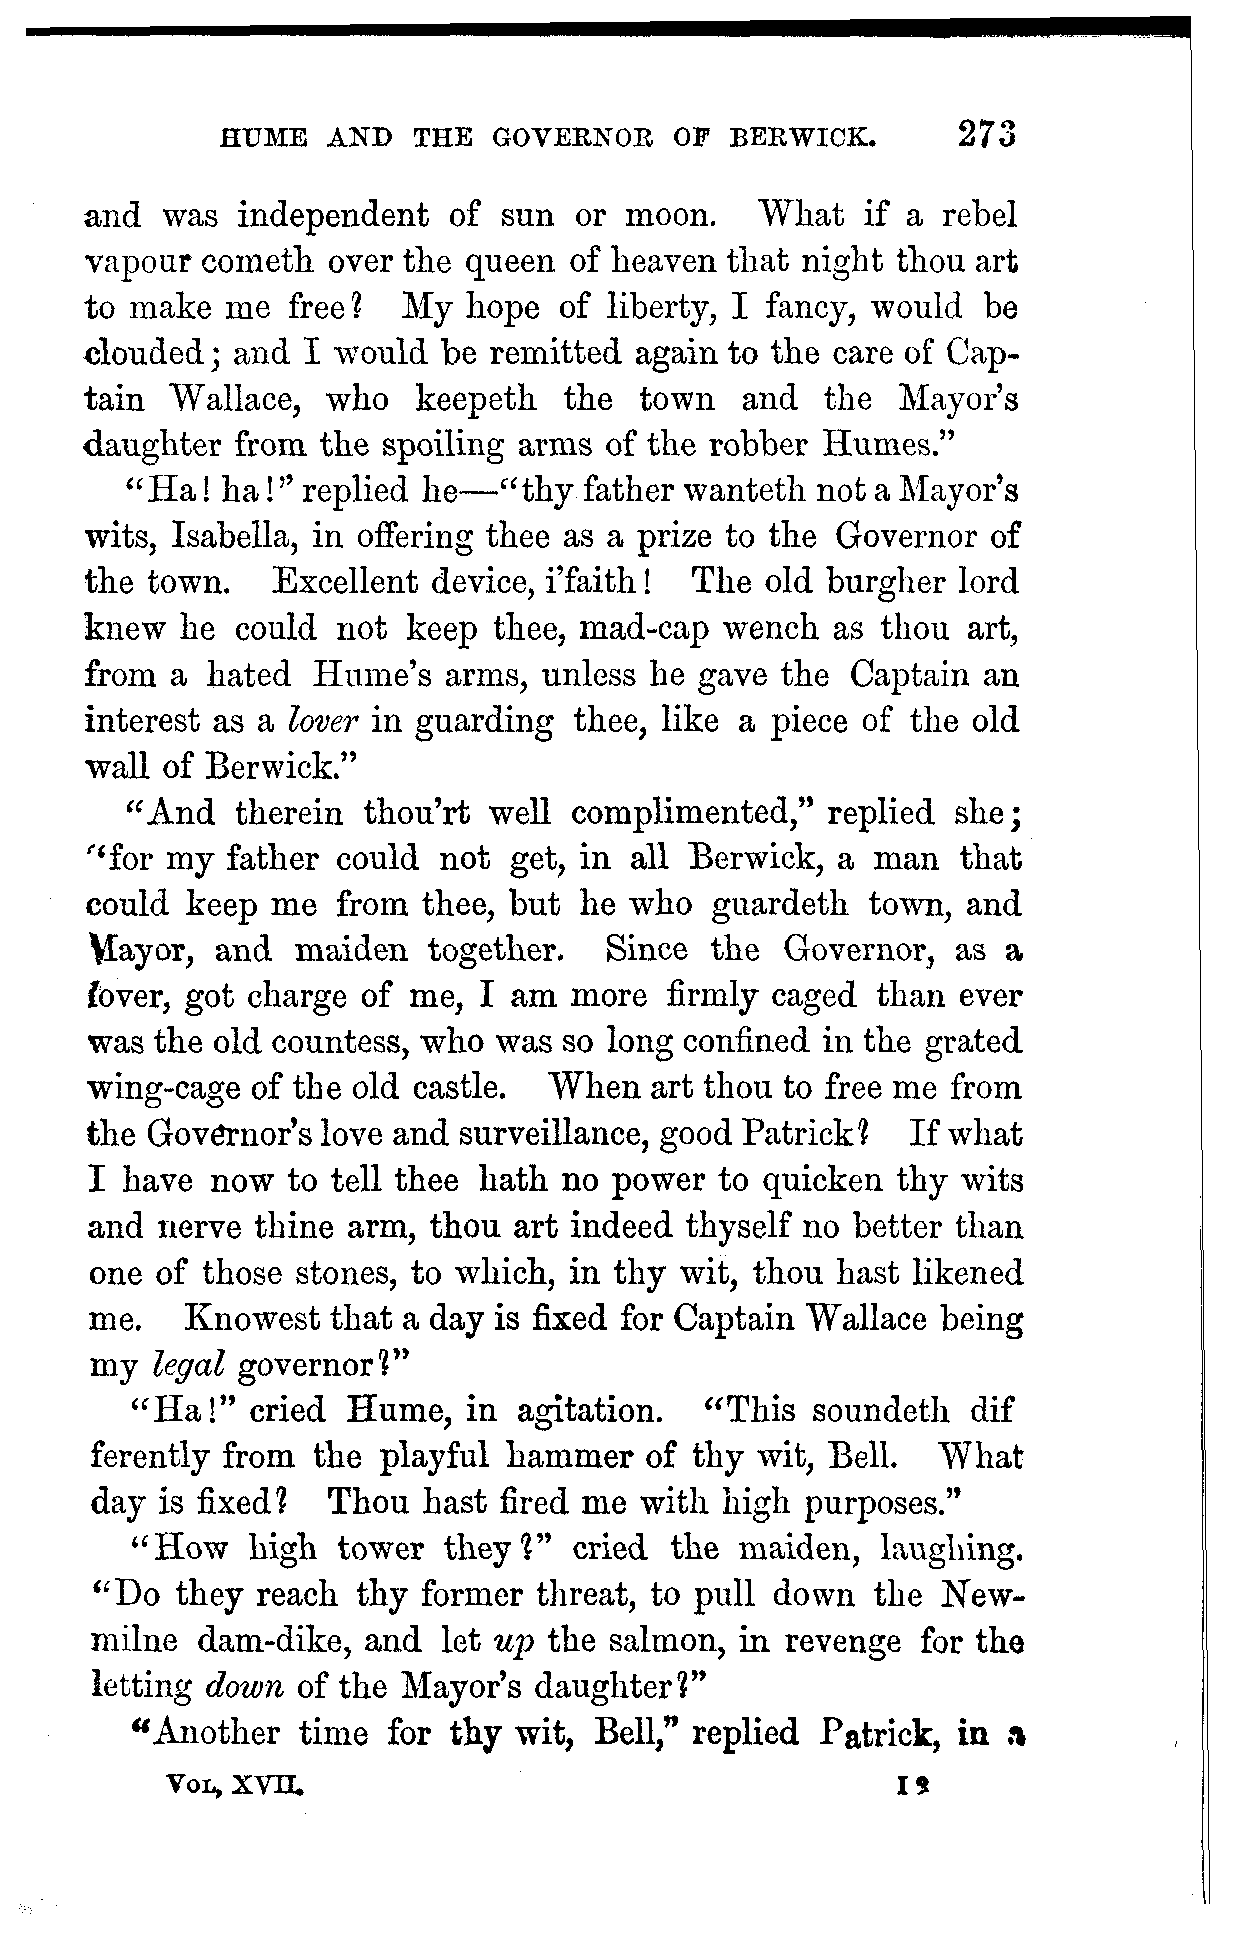 HUME AND THE GOVERNOR OF BERWICK. 273
and was independent of sun or moon. What if a rebel
vapour cometh over the queen of heaven that night thou art
to make me free? My hope of liberty, I fancy, would be
clouded; and I would be remitted again to the care of Cap-
tain Wallace, who keepeth the town and the Mayor's
daughter from the spoiling arms of the robber Humes."
"Ha! ha!" replied he—"thy father wanteth not a Mayor's
wits, Isabella, in offering thee as a prize to the Governor of
the town. Excellent device, i'faith! The old burgher lord
knew he could not keep thee, mad-cap wench as thou art,
from a hated Hume's arms, unless he gave the Captain an
interest as a lover in guarding thee, like a piece of the old
wall of Berwick."
"And therein thou'rt well complimented," replied she;
"for my father could not get, in all Berwick, a man that
could keep me from thee, but he who guardeth town, and
Mayor, and maiden together. Since the Governor, as a
lover, got charge of me, I am more firmly caged than ever
was the old countess, who was so long confined in the grated
wing-cage of the old castle. When art thou to free me from
the Governor's love and surveillance, good Patrick? If what
I have now to tell thee hath no power to quicken thy wits
and nerve thine arm, thou art indeed thyself no better than
one of those stones, to which, in thy wit, thou hast likened
me. Knowest that a day is fixed for Captain Wallace being
my legal governor?"
"Ha!" cried Hume, in agitation. "This soundeth dif
ferently from the playful hammer of thy wit, Bell. What
day is fixed? Thou hast fired me with high purposes."
"How high tower they?" cried the maiden, laughing.
"Do they reach thy former threat, to pull down the New-
milne dam-dike, and let up the salmon, in revenge for the
letting down of the Mayor's daughter?"
"Another time for thy wit, Bell," replied Patrick, in a
VOL, XVII. I 2